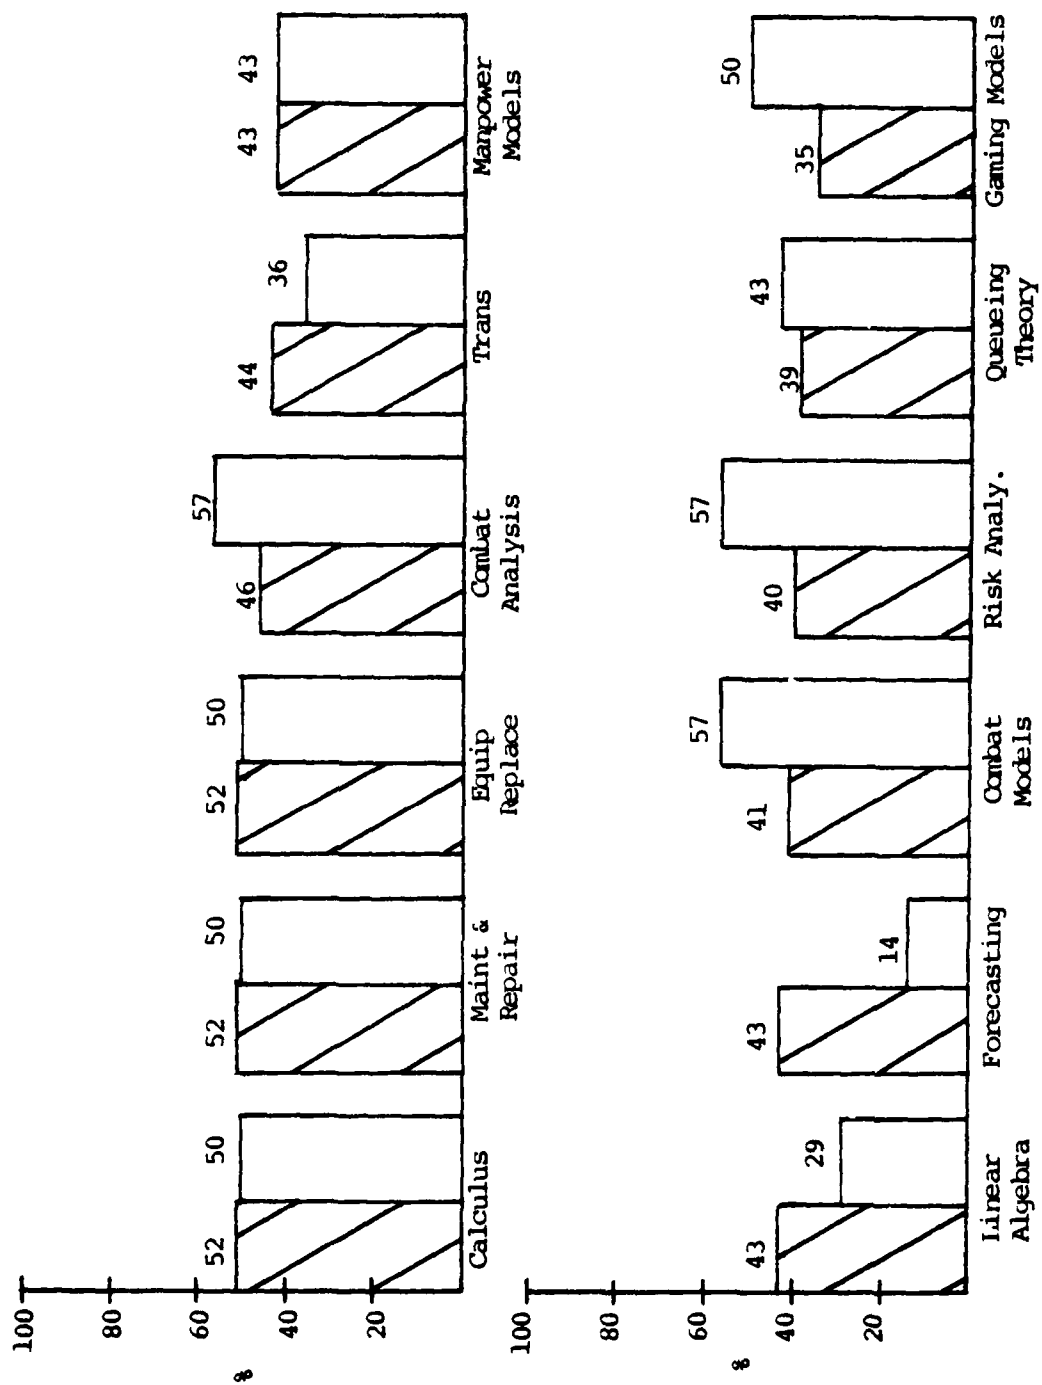 100
80
60
40
20
%
52 50
52 50
52 50
46 57
44 36
43 43
Calculus
Maint &
Repair
Equip
Replace
Combat
Analysis
Trans
Manpower
Models
100
80
60
40
20
%
43 29
43 14
41 57
40 57
39 43
35 50
Linear
Algebra
Forecasting
Combat
Models
Risk Analy.
Queueing
Theory
Gaming Models